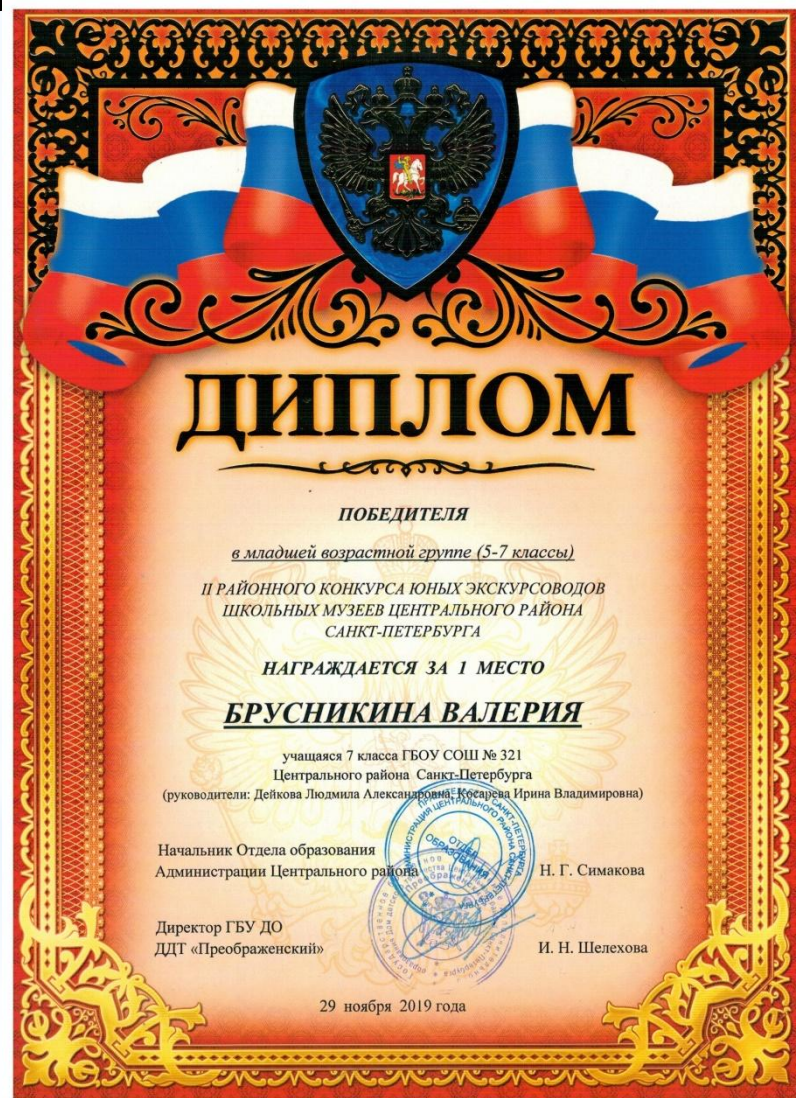 ДИПЛОМ
ПОБЕДИТЕЛЯ
в младшей возрастной группе (5-7 классы)
II РАЙОННОГО КОНКУРСА ЮНЫХ ЭКСКУРСОВОДОВ
ШКОЛЬНЫХ МУЗЕЕВ ЦЕНТРАЛЬНОГО РАЙОНА
САНКТ-ПЕТЕРБУРГА
НАГРАЖДАЕТСЯ ЗА 1 МЕСТО
БРУСНИКИНА ВАЛЕРИЯ
учащаяся 7 класса ГБОУ СОШ № 321
Центрального района Санкт-Петербурга
(руководители: Дейкова Людмила Александровна, Косарева Ирина Владимировна)
Начальник Отдела образования
Администрации Центрального района
Н. Г. Симакова
ОТДЕЛ
ОБРАЗОВАНИЯ
Директор ГБУ ДО
ДДТ «Преображенский»
И. Н. Шелехова
29 ноября 2019 года